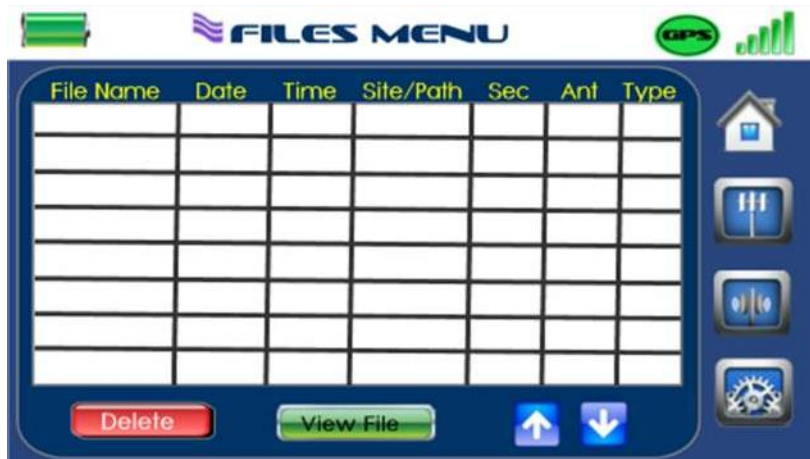 FILES MENU
GPS
File Name Date Time Site/Path Sec Ant Type
Delete View File